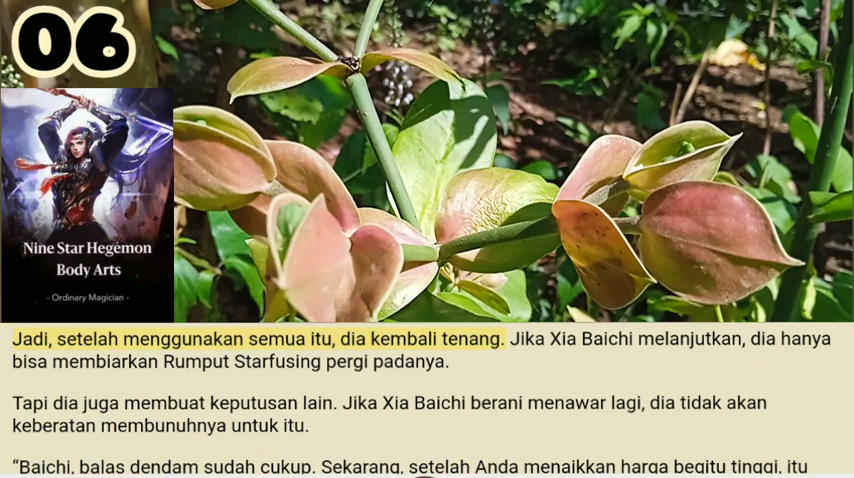 06
Nine Star Hegemon
Body Arts
- Ordinary Magician -
Jadi, setelah menggunakan semua itu, dia kembali tenang. Jika Xia Baichi melanjutkan, dia hanya
bisa membiarkan Rumput Starfusing pergi padanya.
Tapi dia juga membuat keputusan lain. Jika Xia Baichi berani menawar lagi, dia tidak akan
keberatan membunuhnya untuk itu.
“Baichi, balas dendam sudah cukup. Sekarang, setelah Anda menaikkan harga begitu tinggi, itu